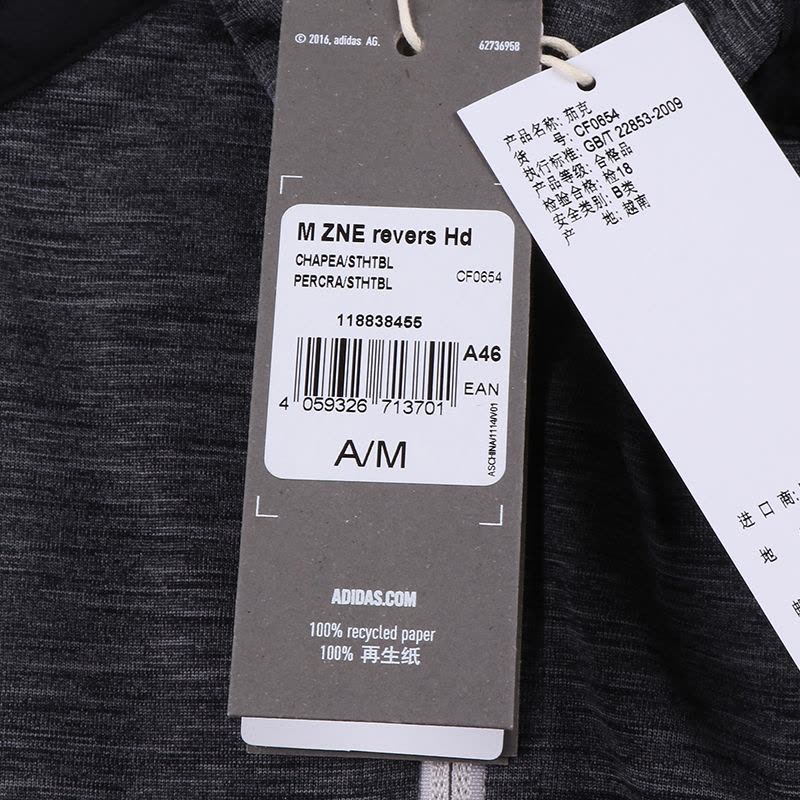 © 2016, adidas AG. 62736958
M ZNE revers Hd
CHAPEA/STHTBL
PERCRA/STHTBL CF0654
118838455
A46
EAN
4 059326 713701
A/M
ASCHINA/1114/V01
ADIDAS.COM
100% recycled paper
100% 再生纸
产品名称: 茄克
货 号: CF0654
执行标准: GB/T 22853-2009
产品等级: 合格品
检验合格: 检18
安全类别: B类
产 地: 越南
进 口 商:
地